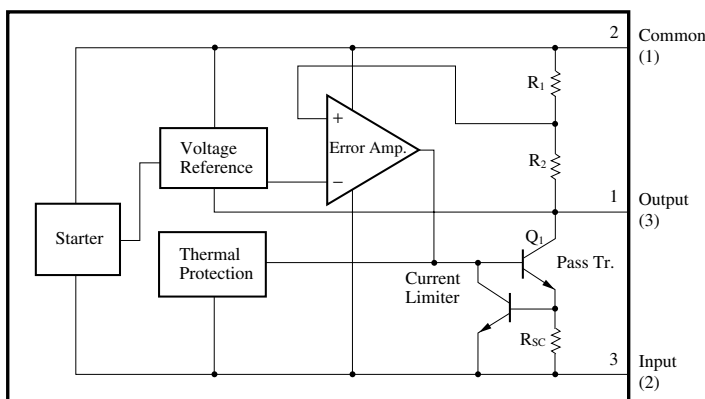 2 Common
(1)
R1
+
Error Amp.
−
Voltage
Reference
R2
1 Output
(3)
Starter
Thermal
Protection
Q1
Pass Tr.
Current
Limiter
RSC
3 Input
(2)